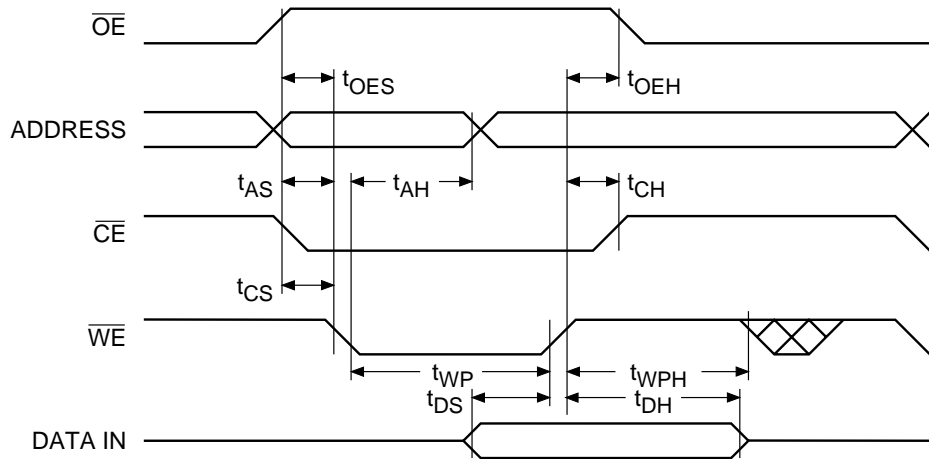 OE
tOES
tOEH
ADDRESS
tAS
tAH
tCH
CE
tCS
WE
tWP
tWPH
tDS
tDH
DATA IN